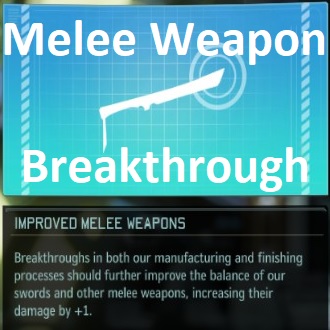 Melee Weapon
Breakthrough
IMPROVED MELEE WEAPONS
Breakthroughs in both our manufacturing and finishing
processes should further improve the balance of our
swords and other melee weapons, increasing their
damage by +1.